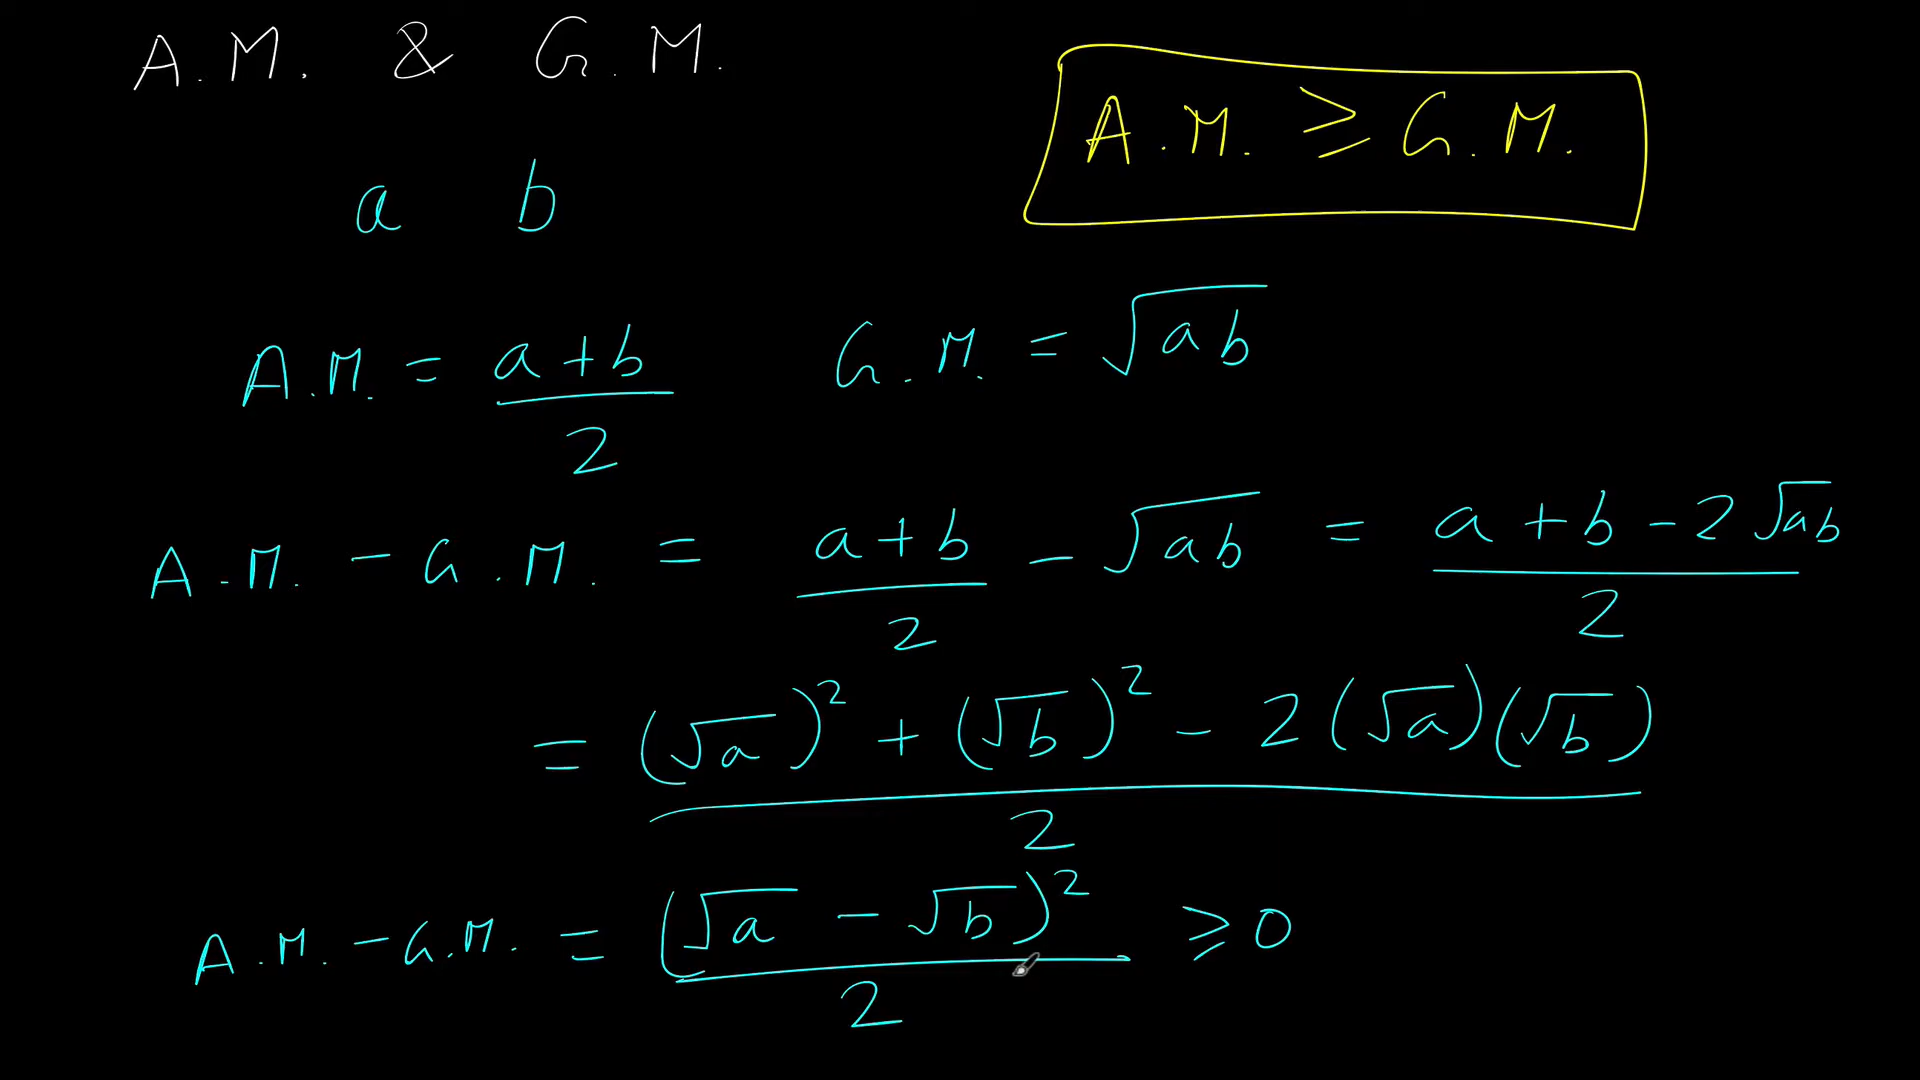 A.M. & G.M.
A.M. ≥ G.M.
a b
A.M. = (a+b)/2 G.M. = √ab
A.M. - G.M. = (a+b)/2 - √ab = (a+b-2√ab)/2
= ((√a)² + (√b)² - 2(√a)(√b))/2
A.M. - G.M. = (√a - √b)²/2 ≥ 0